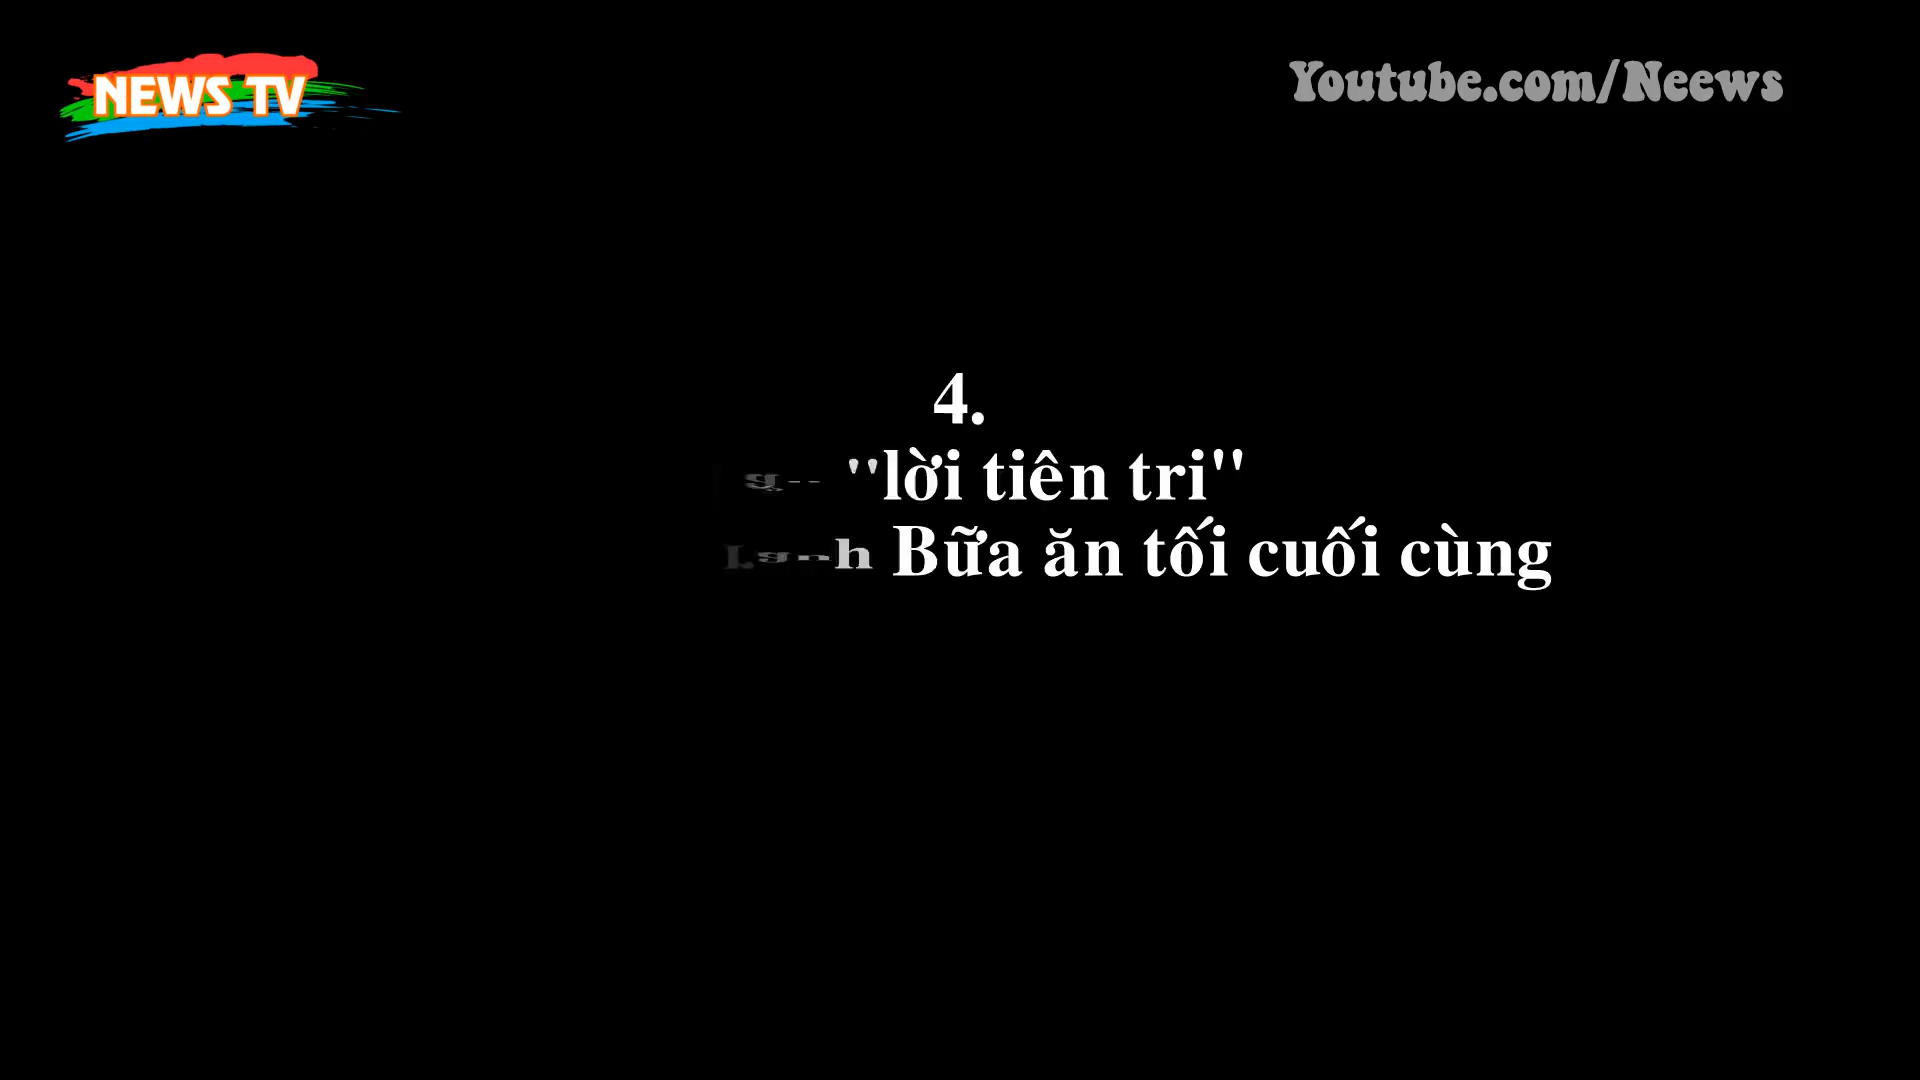 NEWS TV
Youtube.com/Neews
4.
"lời tiên tri"
Bữa ăn tối cuối cùng